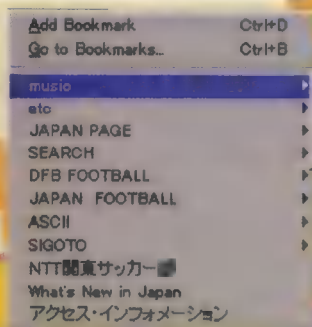 Add Bookmark Ctrl+D
Go to Bookmarks... Ctrl+B
music
etc
JAPAN PAGE
SEARCH
DFB FOOTBALL
JAPAN FOOTBALL
ASCII
SIGOTO
NTT関東サッカー
What's New in Japan
アクセス・インフォメーション